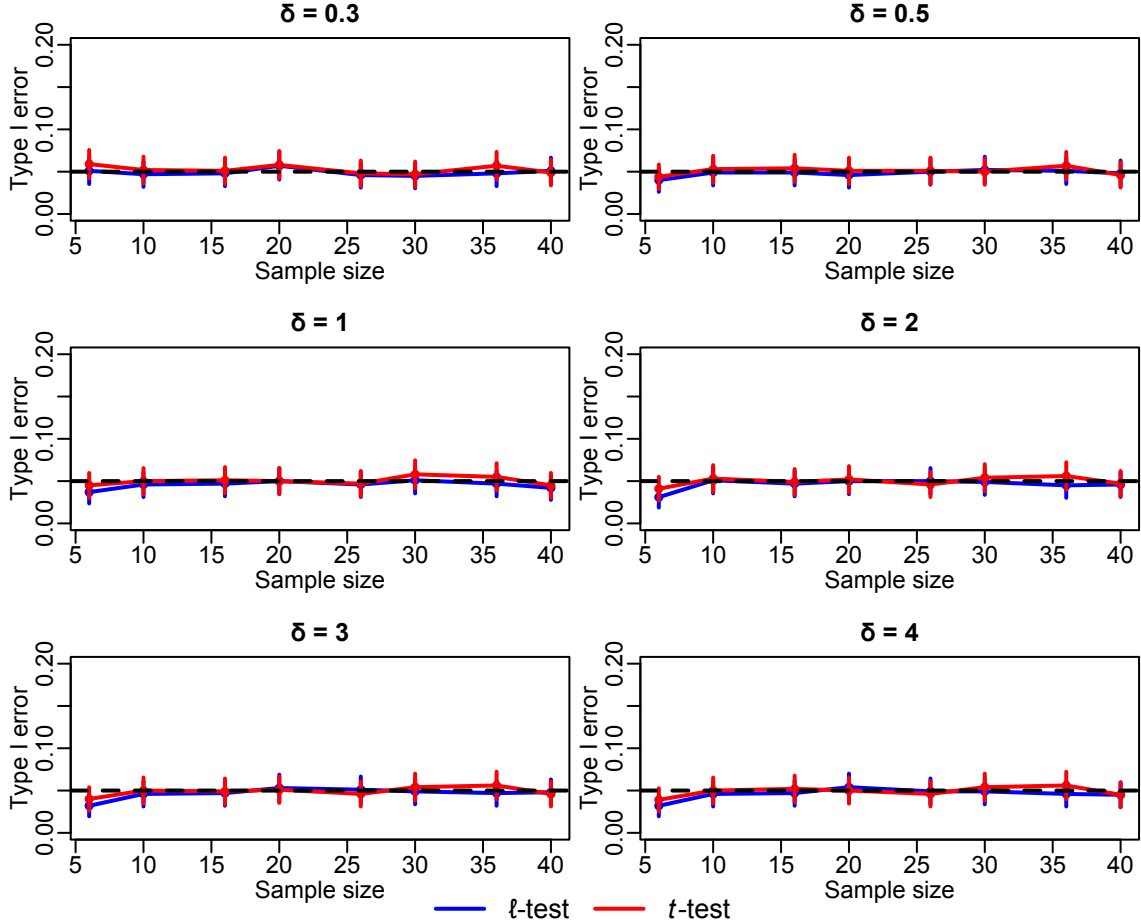 δ = 0.3
Type I error
0.00 0.10 0.20
5 10 15 20 25 30 35 40
Sample size
δ = 0.5
Type I error
0.00 0.10 0.20
5 10 15 20 25 30 35 40
Sample size
δ = 1
Type I error
0.00 0.10 0.20
5 10 15 20 25 30 35 40
Sample size
δ = 2
Type I error
0.00 0.10 0.20
5 10 15 20 25 30 35 40
Sample size
δ = 3
Type I error
0.00 0.10 0.20
5 10 15 20 25 30 35 40
Sample size
δ = 4
Type I error
0.00 0.10 0.20
5 10 15 20 25 30 35 40
Sample size
ℓ-test t-test